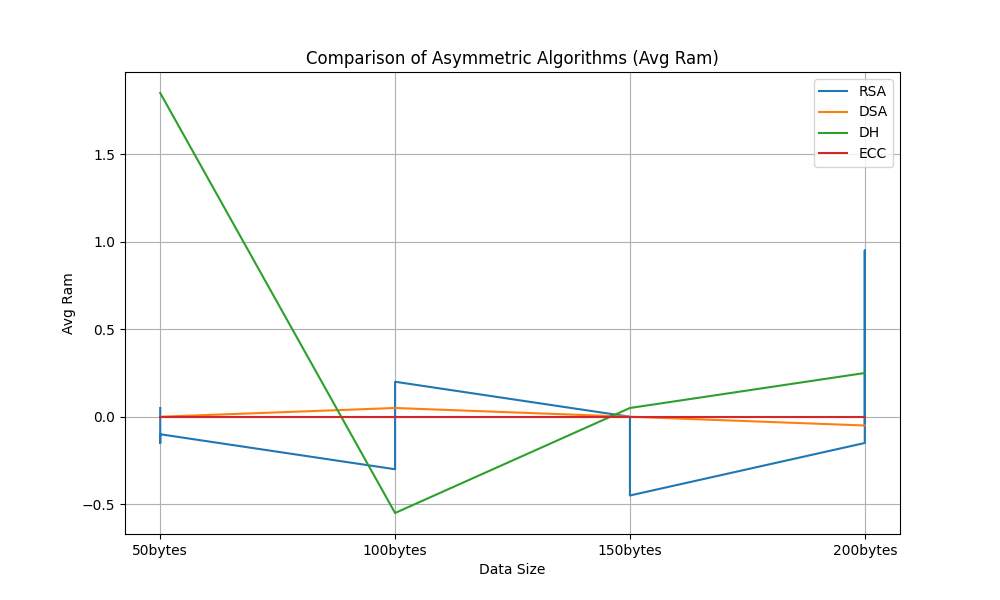 Comparison of Asymmetric Algorithms (Avg Ram)
RSA
DSA
DH
ECC
1.5
1.0
0.5
0.0
−0.5
Avg Ram
50bytes 100bytes 150bytes 200bytes
Data Size